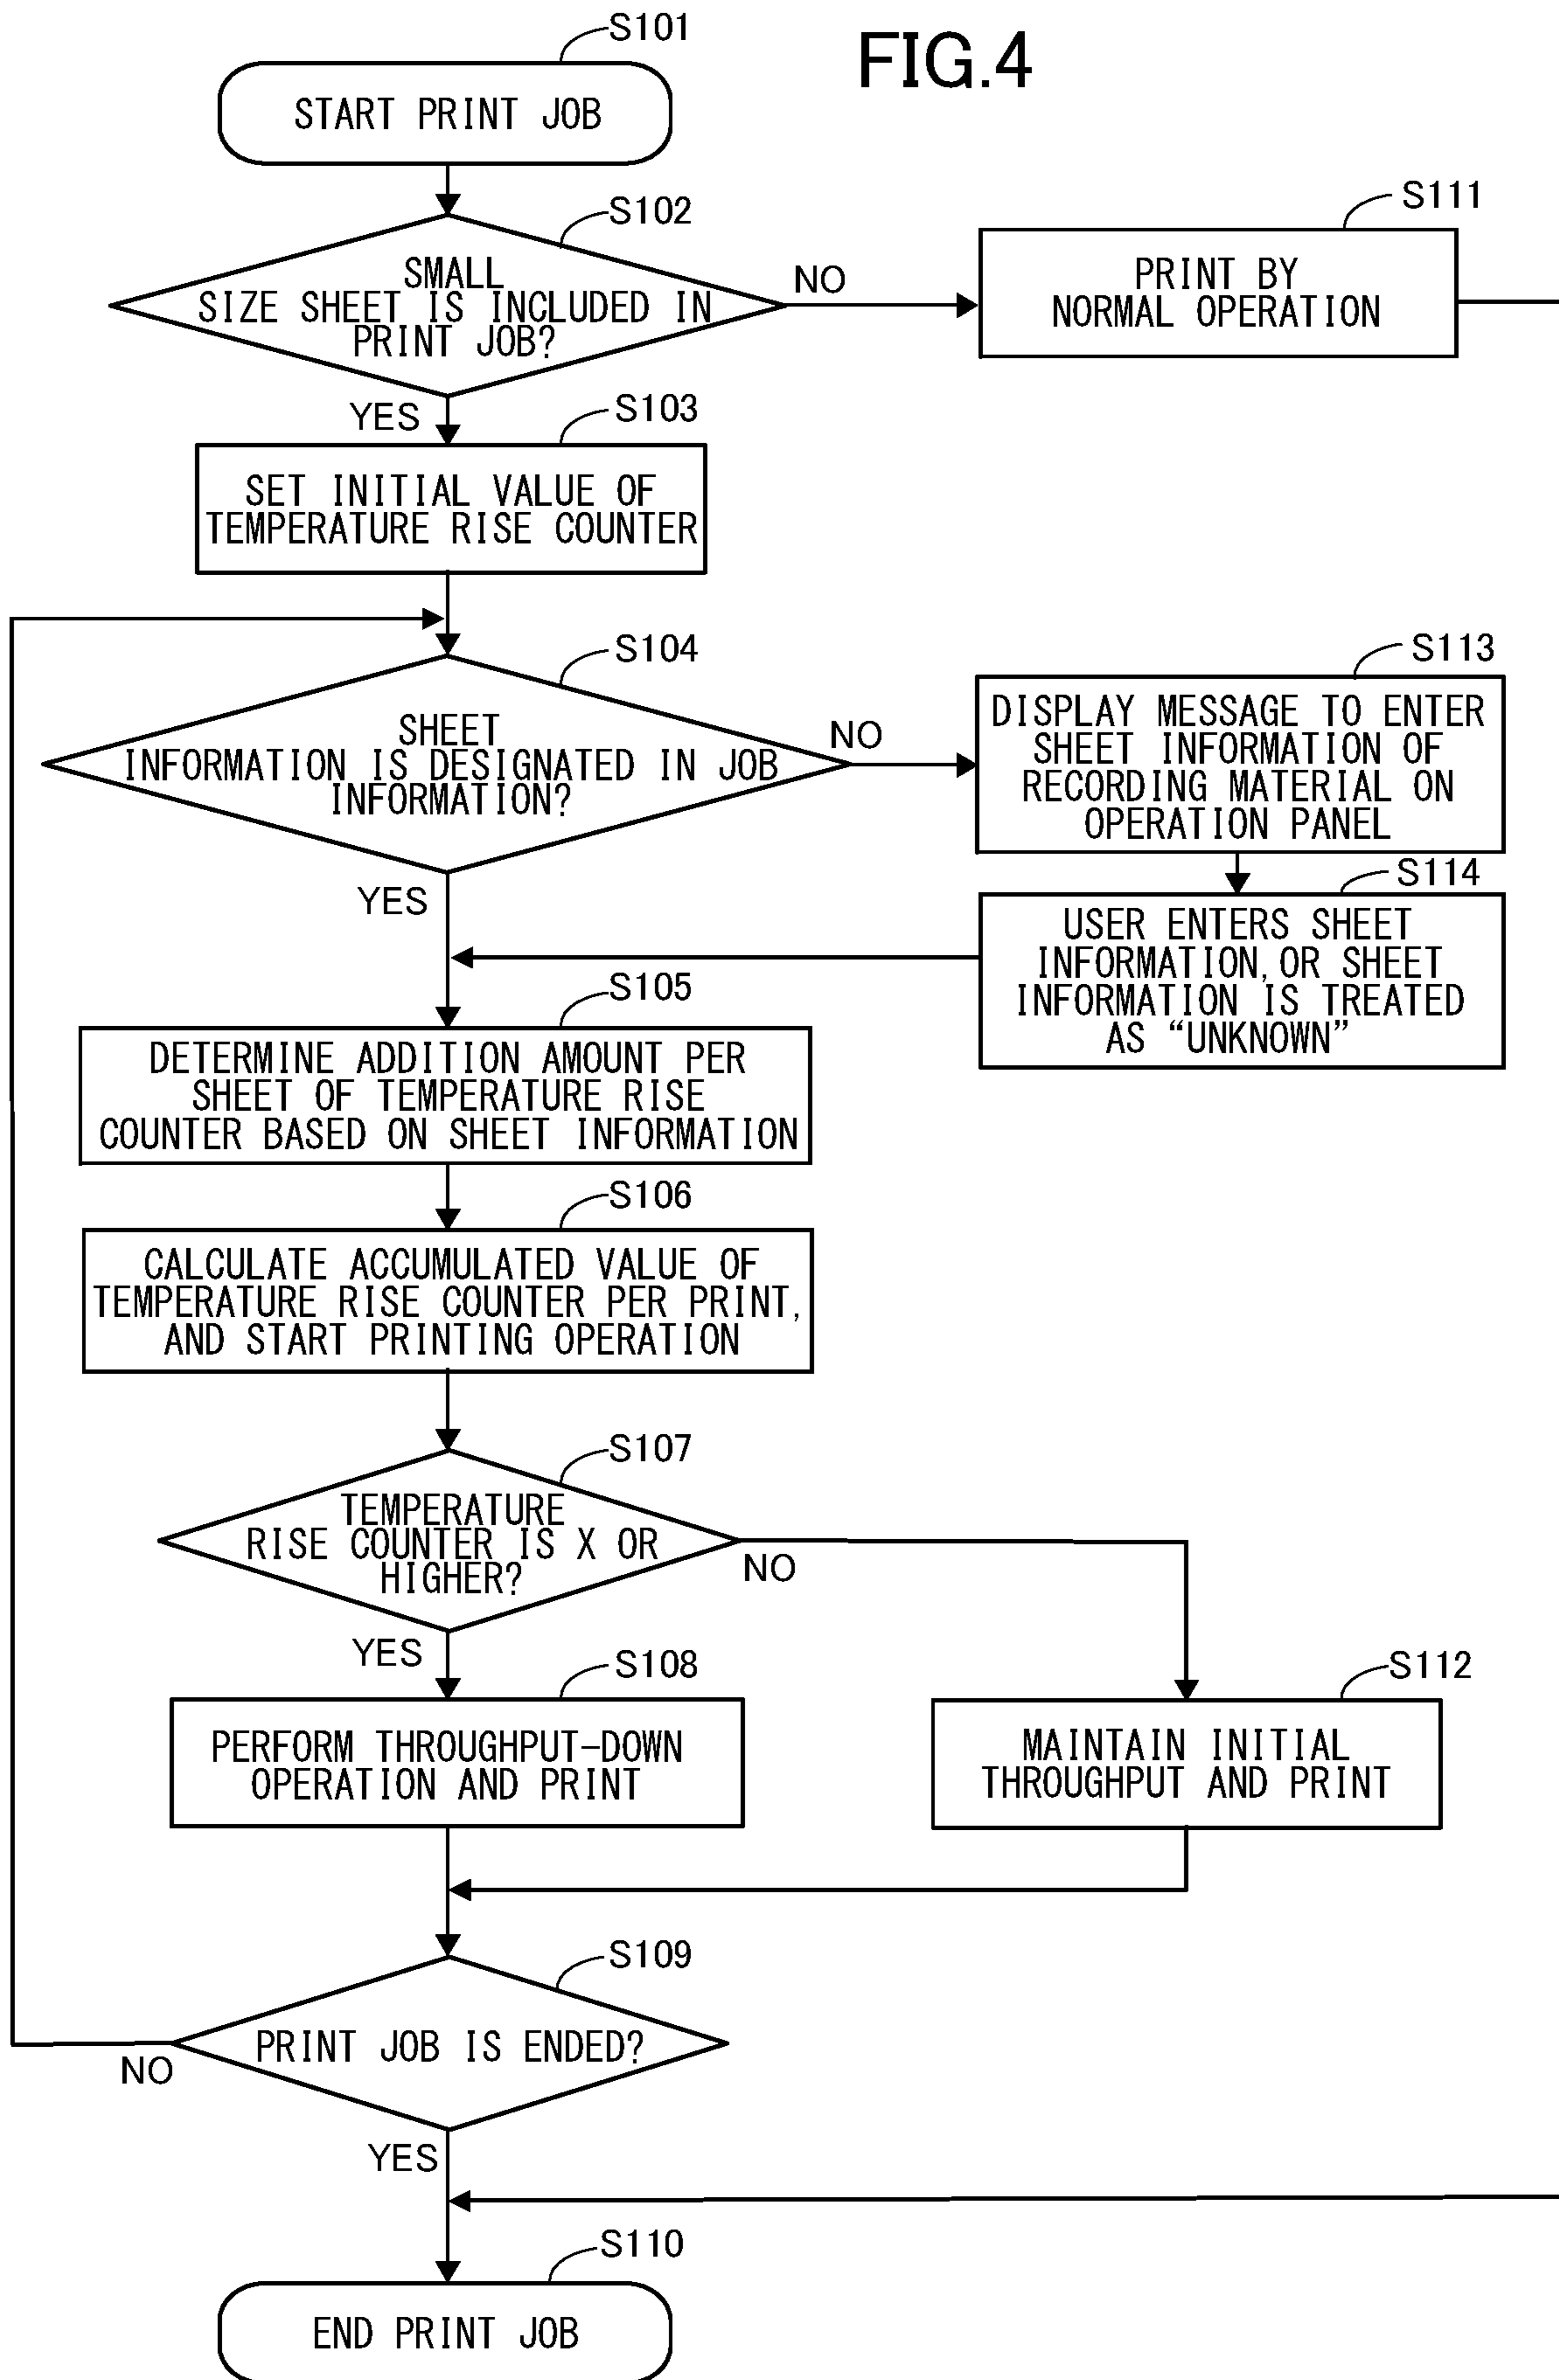 FIG.4
S101
START PRINT JOB
S102
SMALL
SIZE SHEET IS INCLUDED IN
PRINT JOB?
NO
S111
PRINT BY
NORMAL OPERATION
YES
S103
SET INITIAL VALUE OF
TEMPERATURE RISE COUNTER
S104
SHEET
INFORMATION IS DESIGNATED IN JOB
INFORMATION?
NO
S113
DISPLAY MESSAGE TO ENTER
SHEET INFORMATION OF
RECORDING MATERIAL ON
OPERATION PANEL
YES
S114
USER ENTERS SHEET
INFORMATION, OR SHEET
INFORMATION IS TREATED
AS “UNKNOWN”
S105
DETERMINE ADDITION AMOUNT PER
SHEET OF TEMPERATURE RISE
COUNTER BASED ON SHEET INFORMATION
S106
CALCULATE ACCUMULATED VALUE OF
TEMPERATURE RISE COUNTER PER PRINT,
AND START PRINTING OPERATION
S107
TEMPERATURE
RISE COUNTER IS X OR
HIGHER?
NO
YES
S108
PERFORM THROUGHPUT-DOWN
OPERATION AND PRINT
S112
MAINTAIN INITIAL
THROUGHPUT AND PRINT
S109
PRINT JOB IS ENDED?
NO
YES
S110
END PRINT JOB